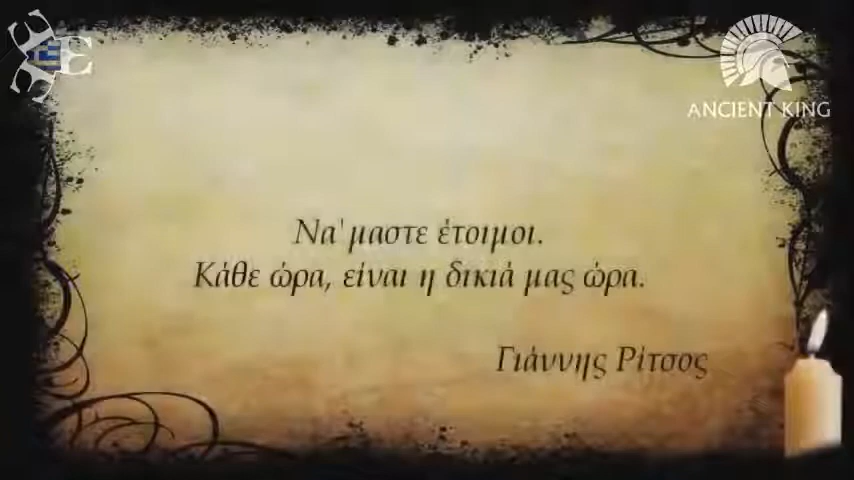 ANCIENT KING
Να' μαστε έτοιμοι.
Κάθε ώρα, είναι η δικιά μας ώρα.
Γιάννης Ρίτσος